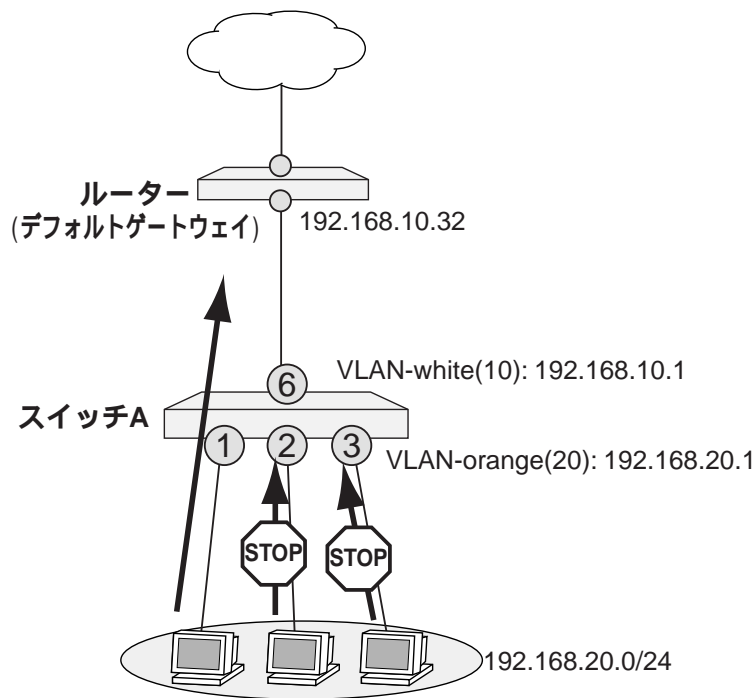 ルーター
(デフォルトゲートウェイ)
192.168.10.32
6
VLAN-white(10): 192.168.10.1
スイッチA
1
2
3
VLAN-orange(20): 192.168.20.1
STOP
STOP
192.168.20.0/24